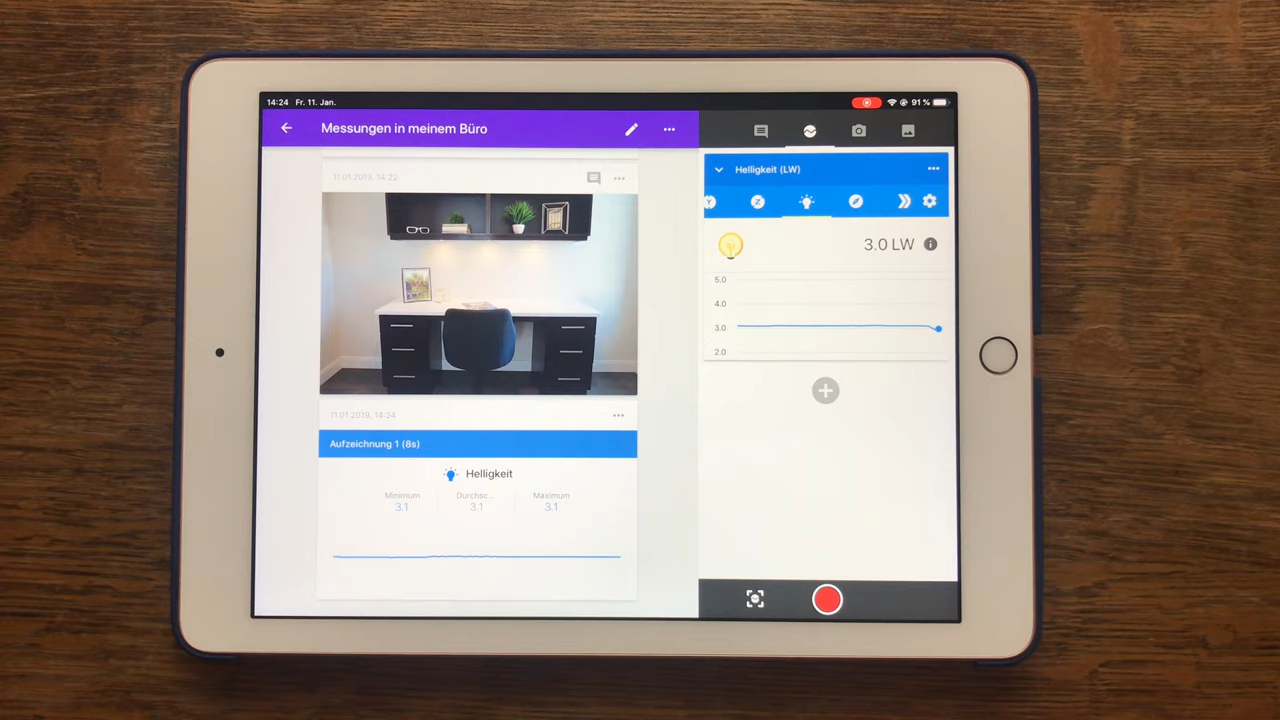 14:24 Fr. 11. Jan.
91 %
Messungen in meinem Büro
11.01.2019, 14:22
11.01.2019, 14:24
Aufzeichnung 1 (8s)
Helligkeit
Minimum Durchsc... Maximum
3.1 3.1 3.1
Helligkeit (LW)
Y Z
3.0 LW
5.0
4.0
3.0
2.0